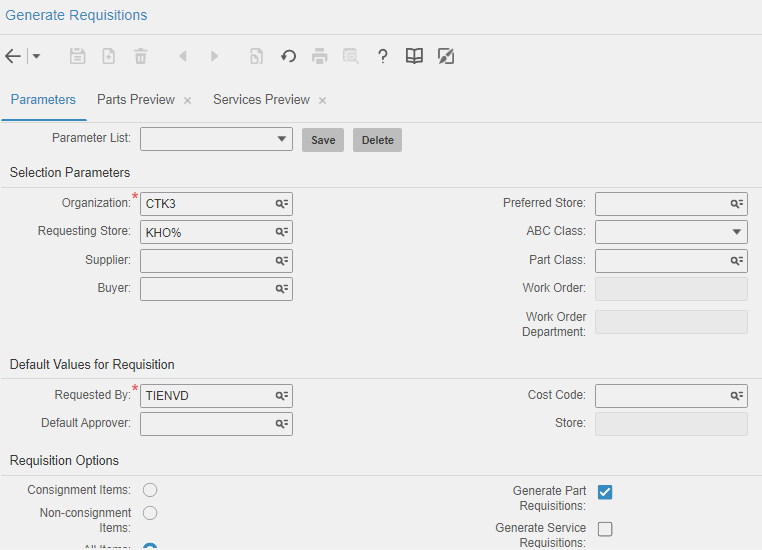 Generate Requisitions
Parameters Parts Preview × Services Preview ×
Parameter List: Save Delete
Selection Parameters
Organization:* CTK3 Preferred Store:
Requesting Store: KHO% ABC Class:
Supplier: Part Class:
Buyer: Work Order:
Work Order
Department:
Default Values for Requisition
Requested By:* TIENVD Cost Code:
Default Approver: Store:
Requisition Options
Consignment Items: Generate Part
Requisitions:
Non-consignment
Items:
Generate Service
Requisitions:
All Items: